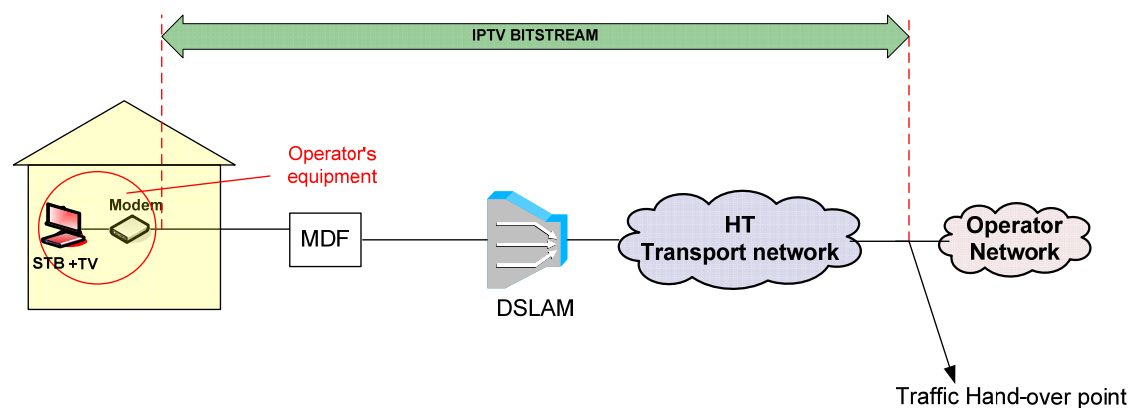 IPTV BITSTREAM
Operator's
equipment
Modem
STB +TV
MDF
DSLAM
HT
Transport network
Operator
Network
Traffic Hand-over point